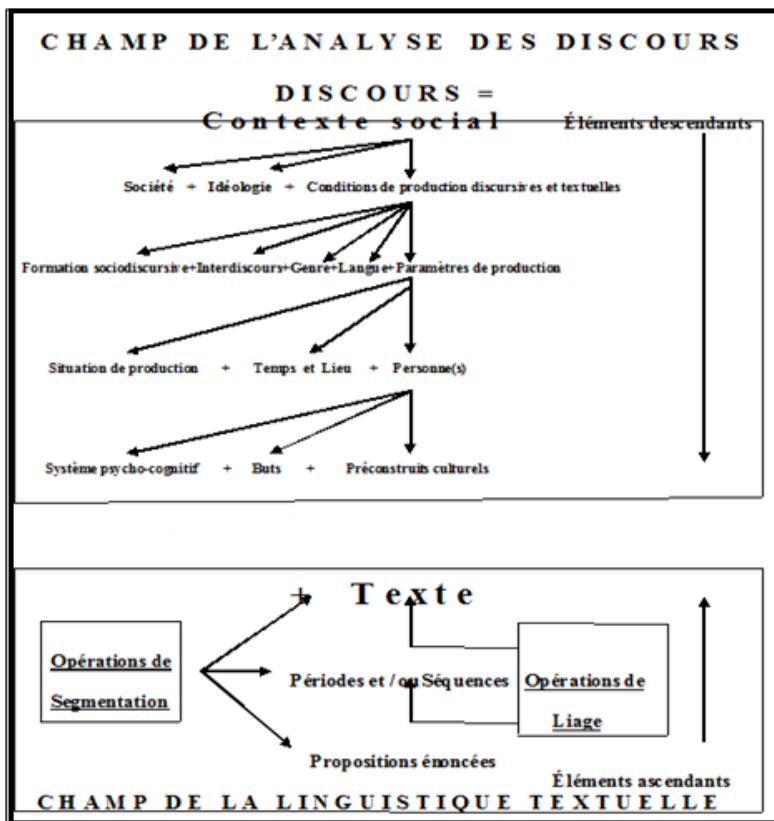 CHAMP DE L'ANALYSE DES DISCOURS
DISCOURS =
Contexte social
Éléments descendants
Société + Idéologie + Conditions de production discursives et textuelles
Formation sociodiscursive+Interdiscours+Genre+Langue+Paramètres de production
Situation de production + Temps et Lieu + Personne(s)
Système psycho-cognitif + Buts + Préconstruits culturels
+ Texte
Opérations de
Segmentation
Périodes et / ou Séquences
Opérations de
Liage
Propositions énoncées
Éléments ascendants
CHAMP DE LA LINGUISTIQUE TEXTUELLE